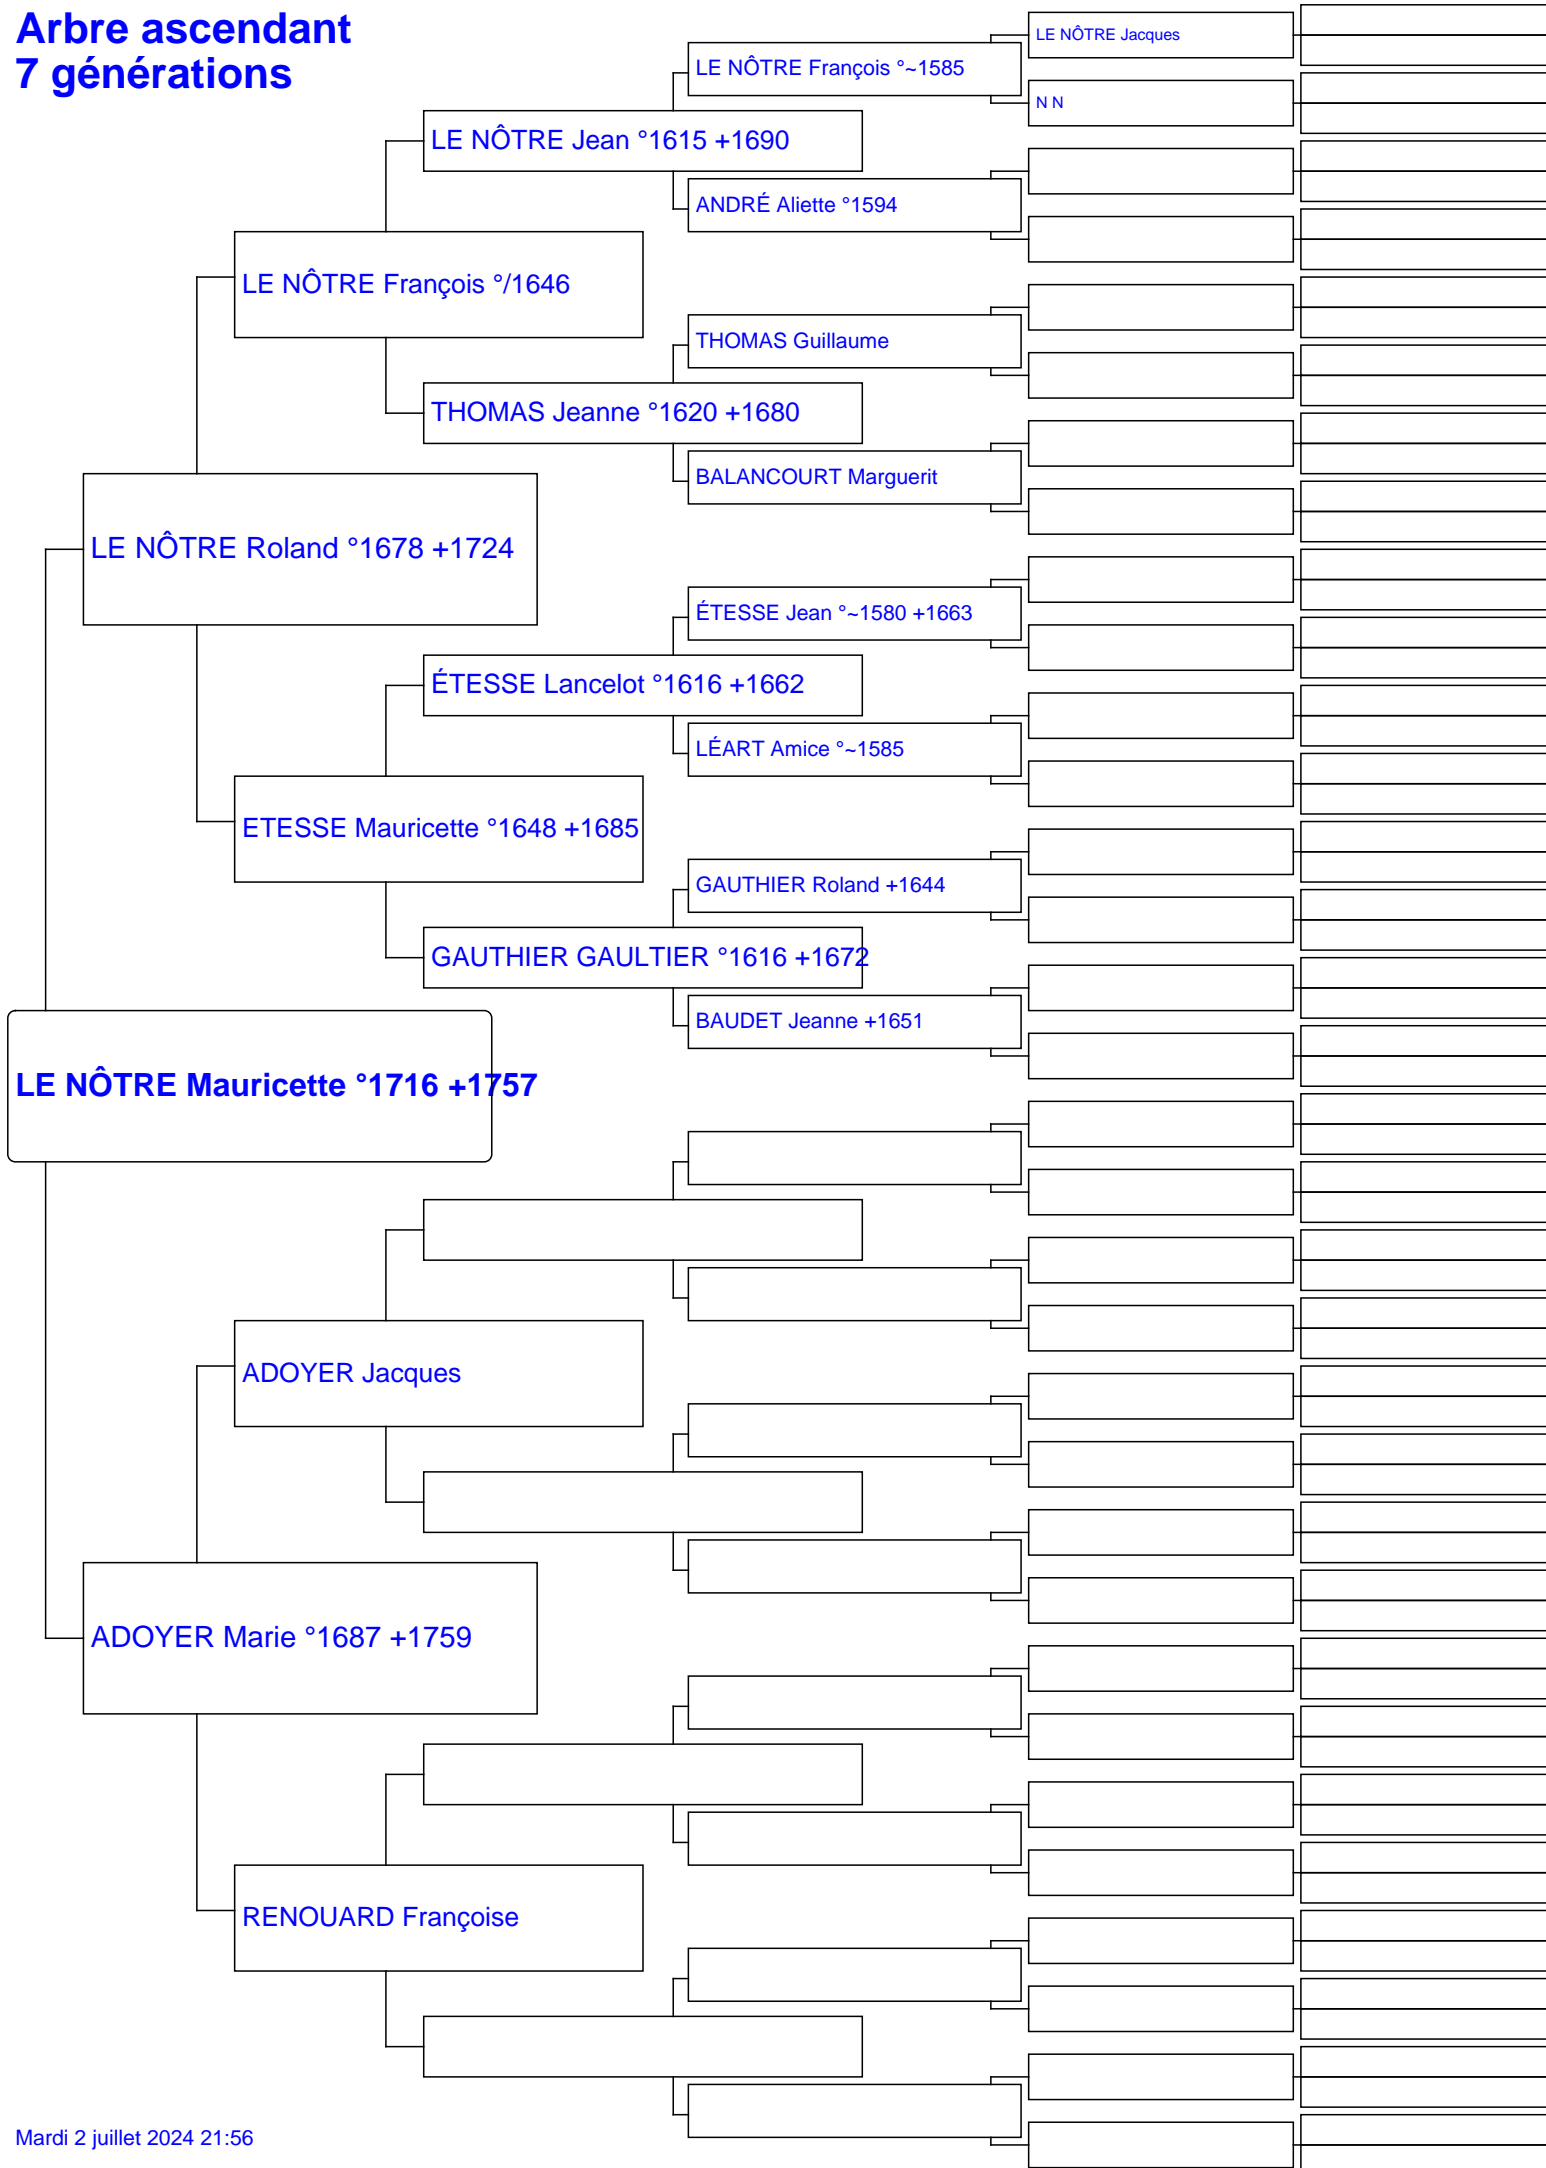 Arbre ascendant
7 générations
LE NÔTRE Jacques
LE NÔTRE François °~1585
N N
LE NÔTRE Jean °1615 +1690
ANDRÉ Aliette °1594
LE NÔTRE François °/1646
THOMAS Guillaume
THOMAS Jeanne °1620 +1680
BALANCOURT Marguerit
LE NÔTRE Roland °1678 +1724
ÉTESSE Jean °~1580 +1663
ÉTESSE Lancelot °1616 +1662
LÉART Amice °~1585
ETESSE Mauricette °1648 +1685
GAUTHIER Roland +1644
GAUTHIER GAULTIER °1616 +1672
BAUDET Jeanne +1651
LE NÔTRE Mauricette °1716 +1757
ADOYER Jacques
ADOYER Marie °1687 +1759
RENOUARD Françoise
Mardi 2 juillet 2024 21:56